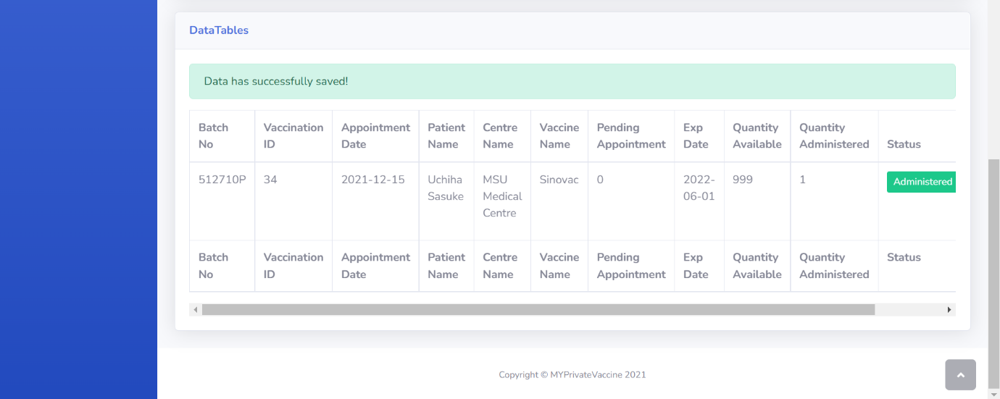 DataTables
Data has successfully saved!
Batch No	Vaccination ID	Appointment Date	Patient Name	Centre Name	Vaccine Name	Pending Appointment	Exp Date	Quantity Available	Quantity Administered	Status
512710P	34	2021-12-15	Uchiha Sasuke	MSU Medical Centre	Sinovac	0	2022-06-01	999	1	Administered
Batch No	Vaccination ID	Appointment Date	Patient Name	Centre Name	Vaccine Name	Pending Appointment	Exp Date	Quantity Available	Quantity Administered	Status
Copyright © MYPrivateVaccine 2021